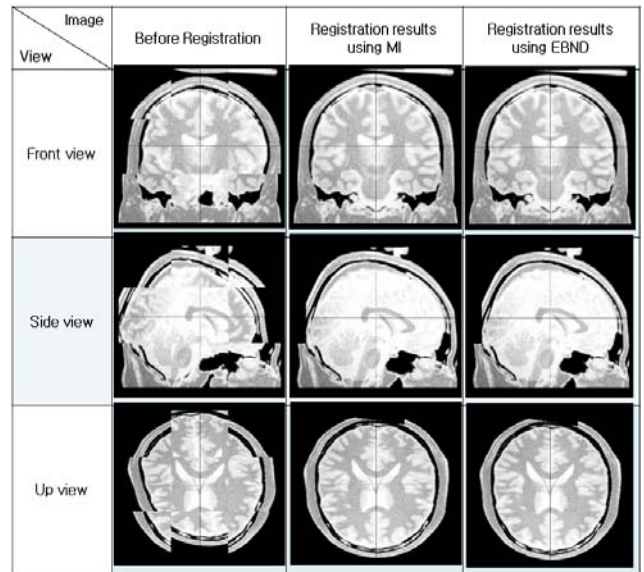 Image
View
Before Registration
Registration results
using MI
Registration results
using EBND
Front view
Side view
Up view